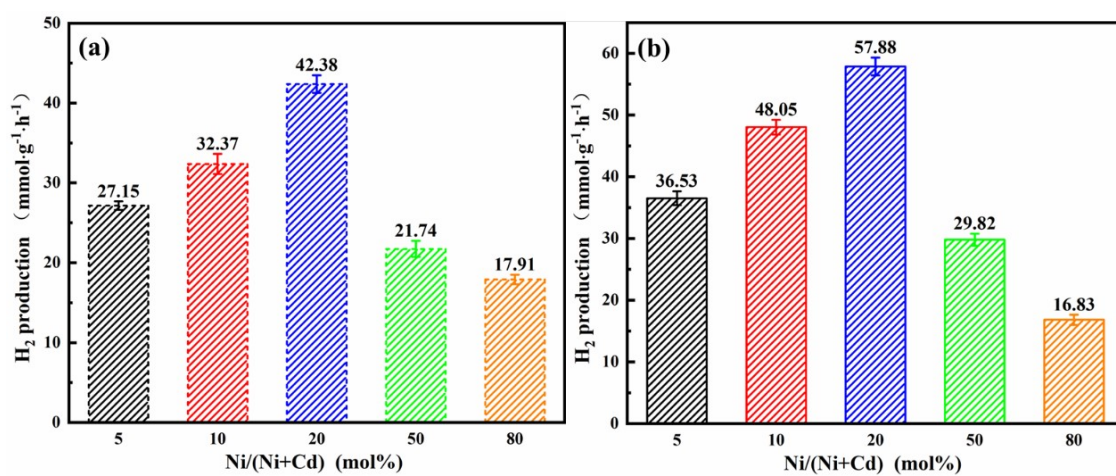 (a)
H₂ production (mmol·g⁻¹·h⁻¹)
50
40
30
20
10
0
27.15
32.37
42.38
21.74
17.91
5 10 20 50 80
Ni/(Ni+Cd) (mol%)
(b)
H₂ production (mmol·g⁻¹·h⁻¹)
60
50
40
30
20
10
0
36.53
48.05
57.88
29.82
16.83
5 10 20 50 80
Ni/(Ni+Cd) (mol%)